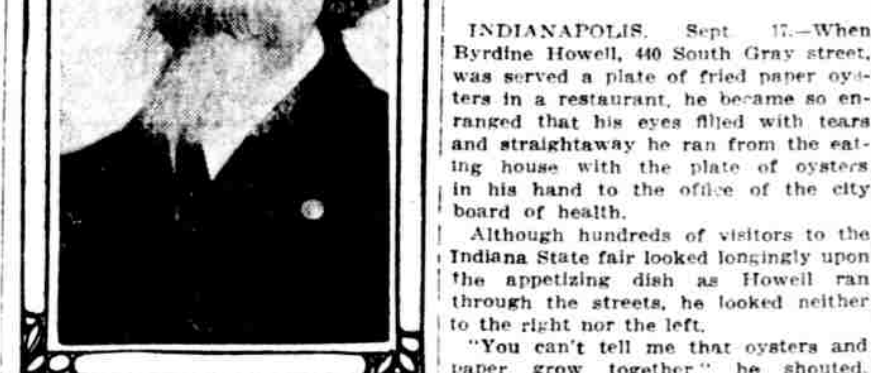 INDIANAPOLIS. Sept 17.—When
Byrdine Howell, 440 South Gray street,
was served a plate of fried paper oys-
ters in a restaurant, he became so en-
ranged that his eyes filled with tears
and straightaway he ran from the eat-
ing house with the plate of oysters
in his hand to the office of the city
board of health.
Although hundreds of visitors to the
Indiana State fair looked longingly upon
the appetizing dish as Howell ran
through the streets, he looked neither
to the right nor the left.
"You can't tell me that oysters and
paper grow together," he shouted.